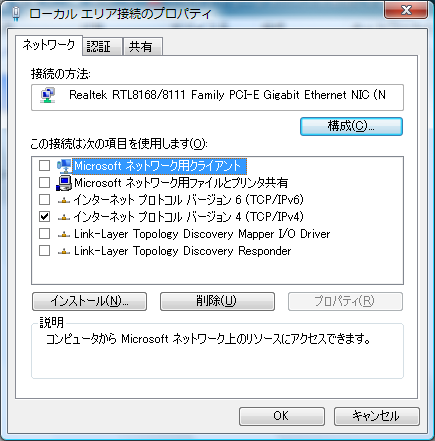 ローカル エリア接続のプロパティ
ネットワーク 認証 共有
接続の方法:
Realtek RTL8168/8111 Family PCI-E Gigabit Ethernet NIC (N
構成(C)...
この接続は次の項目を使用します(O):
Microsoft ネットワーク用クライアント
Microsoft ネットワーク用ファイルとプリンタ共有
インターネット プロトコル バージョン 6 (TCP/IPv6)
インターネット プロトコル バージョン 4 (TCP/IPv4)
Link-Layer Topology Discovery Mapper I/O Driver
Link-Layer Topology Discovery Responder
インストール(N)... 削除(U) プロパティ(R)
説明
コンピュータから Microsoft ネットワーク上のリソースにアクセスできます。
OK キャンセル